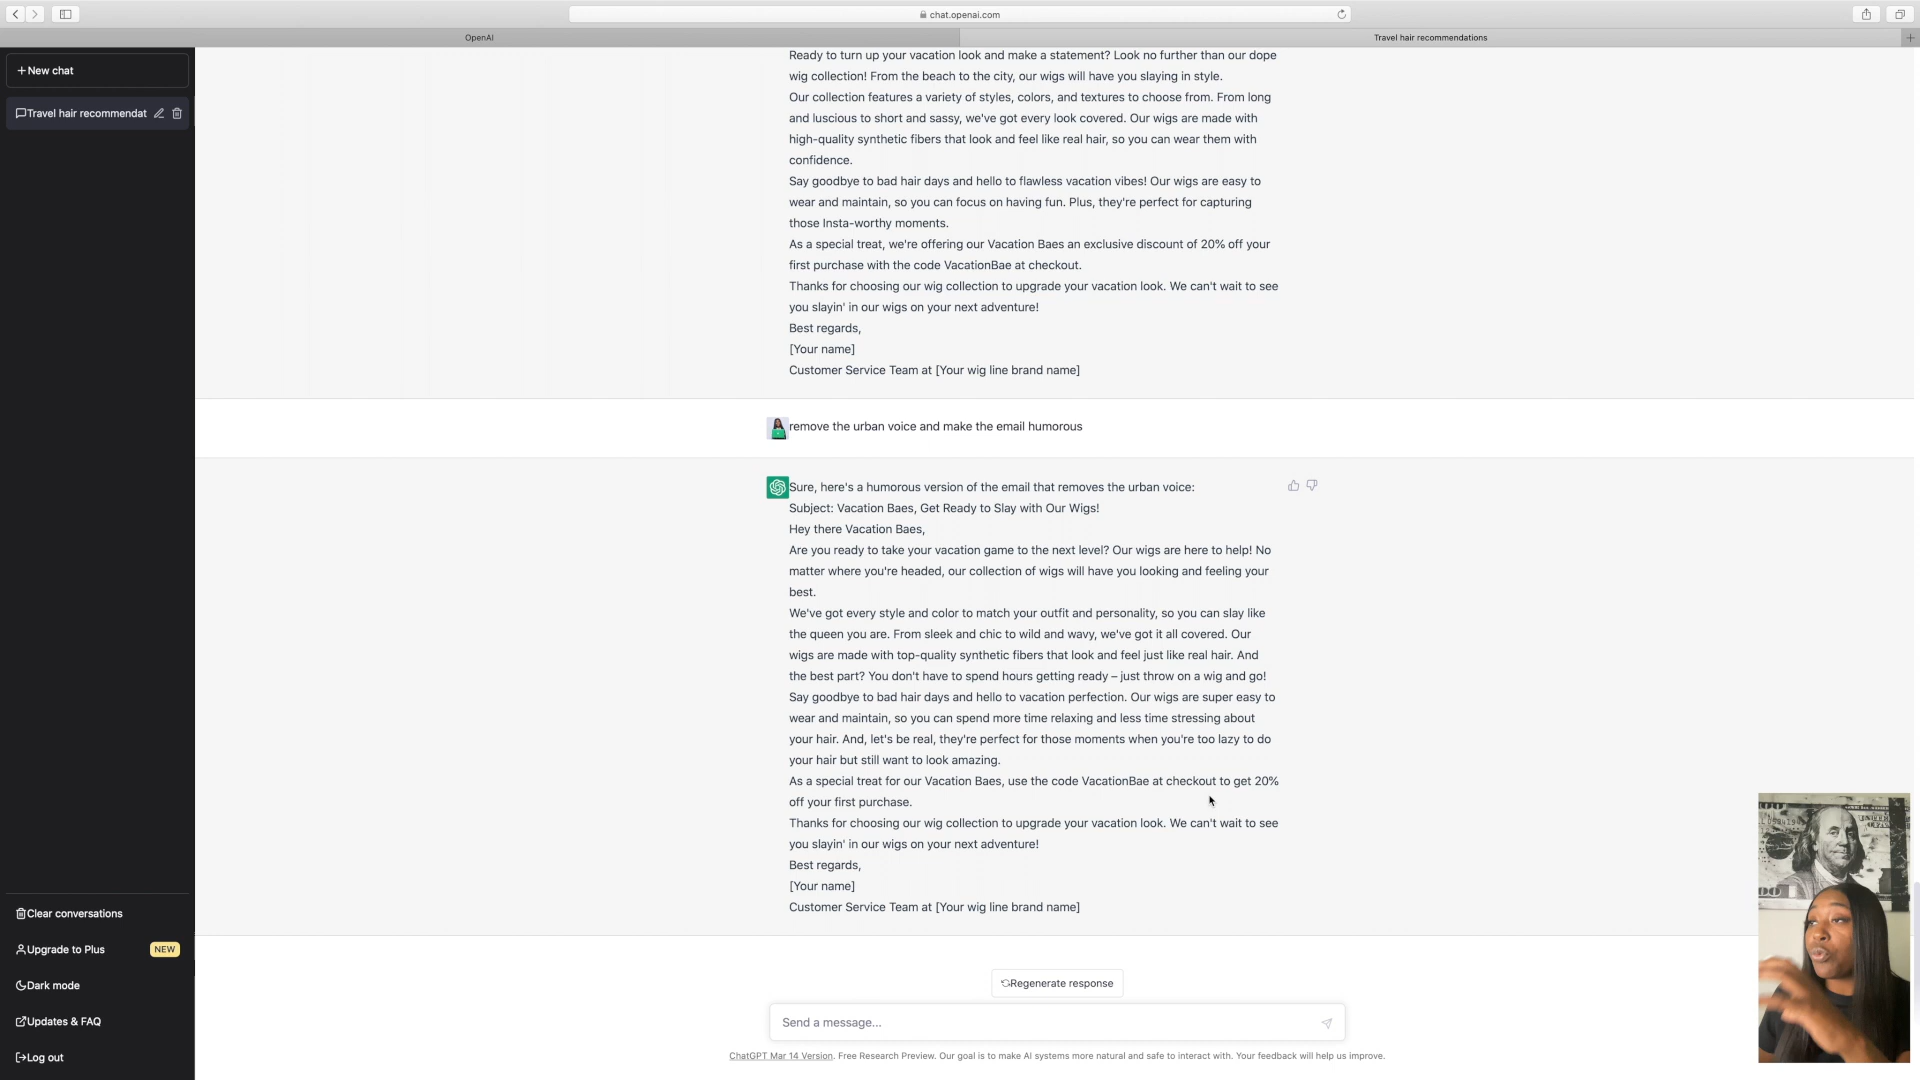 chat.openai.com
OpenAI
Travel hair recommendations
+ New chat
Travel hair recommendat
Ready to turn up your vacation look and make a statement? Look no further than our dope
wig collection! From the beach to the city, our wigs will have you slaying in style.
Our collection features a variety of styles, colors, and textures to choose from. From long
and luscious to short and sassy, we've got every look covered. Our wigs are made with
high-quality synthetic fibers that look and feel like real hair, so you can wear them with
confidence.
Say goodbye to bad hair days and hello to flawless vacation vibes! Our wigs are easy to
wear and maintain, so you can focus on having fun. Plus, they're perfect for capturing
those Insta-worthy moments.
As a special treat, we're offering our Vacation Baes an exclusive discount of 20% off your
first purchase with the code VacationBae at checkout.
Thanks for choosing our wig collection to upgrade your vacation look. We can't wait to see
you slayin' in our wigs on your next adventure!
Best regards,
[Your name]
Customer Service Team at [Your wig line brand name]
remove the urban voice and make the email humorous
Sure, here's a humorous version of the email that removes the urban voice:
Subject: Vacation Baes, Get Ready to Slay with Our Wigs!
Hey there Vacation Baes,
Are you ready to take your vacation game to the next level? Our wigs are here to help! No
matter where you're headed, our collection of wigs will have you looking and feeling your
best.
We've got every style and color to match your outfit and personality, so you can slay like
the queen you are. From sleek and chic to wild and wavy, we've got it all covered. Our
wigs are made with top-quality synthetic fibers that look and feel just like real hair. And
the best part? You don't have to spend hours getting ready – just throw on a wig and go!
Say goodbye to bad hair days and hello to vacation perfection. Our wigs are super easy to
wear and maintain, so you can spend more time relaxing and less time stressing about
your hair. And, let's be real, they're perfect for those moments when you're too lazy to do
your hair but still want to look amazing.
As a special treat for our Vacation Baes, use the code VacationBae at checkout to get 20%
off your first purchase.
Thanks for choosing our wig collection to upgrade your vacation look. We can't wait to see
you slayin' in our wigs on your next adventure!
Best regards,
[Your name]
Customer Service Team at [Your wig line brand name]
Clear conversations
Upgrade to Plus NEW
Dark mode
Updates & FAQ
Log out
Regenerate response
Send a message...
ChatGPT Mar 14 Version. Free Research Preview. Our goal is to make AI systems more natural and safe to interact with. Your feedback will help us improve.